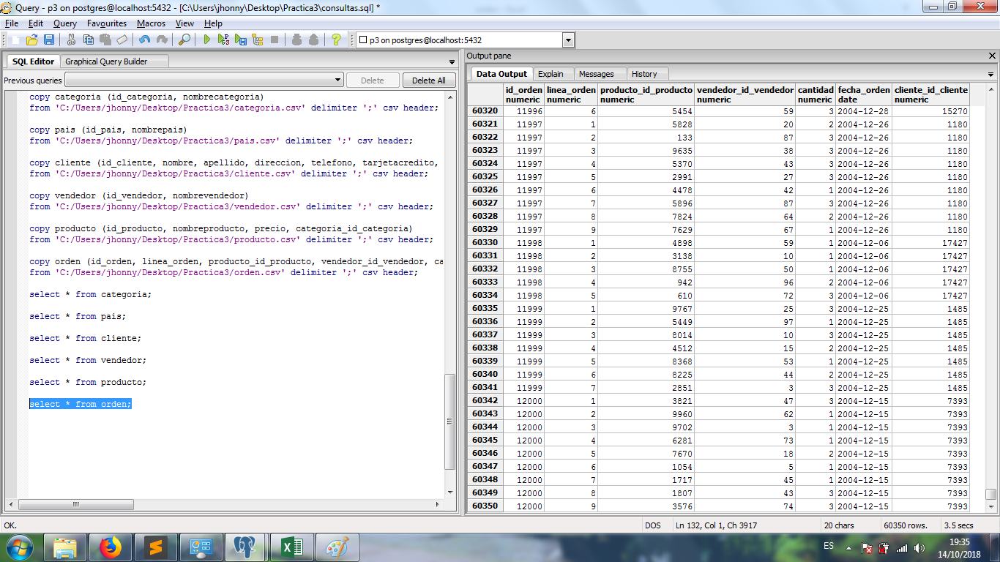 Query - p3 on postgres@localhost:5432 - [C:\Users\jhonny\Desktop\Practica3\consultas.sql] *
File Edit Query Favourites Macros View Help
p3 on postgres@localhost:5432
SQL Editor Graphical Query Builder
Previous queries Delete Delete All
copy categoria (id_categoria, nombrecategoria)
from 'C:/Users/jhonny/Desktop/Practica3/categoria.csv' delimiter ';' csv header;
copy pais (id_pais, nombrepais)
from 'C:/Users/jhonny/Desktop/Practica3/pais.csv' delimiter ';' csv header;
copy cliente (id_cliente, nombre, apellido, direccion, telefono, tarjetacredito,
from 'C:/Users/jhonny/Desktop/Practica3/cliente.csv' delimiter ';' csv header;
copy vendedor (id_vendedor, nombrevendedor)
from 'C:/Users/jhonny/Desktop/Practica3/vendedor.csv' delimiter ';' csv header;
copy producto (id_producto, nombreproducto, precio, categoria_id_categoria)
from 'C:/Users/jhonny/Desktop/Practica3/producto.csv' delimiter ';' csv header;
copy orden (id_orden, linea_orden, producto_id_producto, vendedor_id_vendedor, ca
from 'C:/Users/jhonny/Desktop/Practica3/orden.csv' delimiter ';' csv header;
select * from categoria;
select * from pais;
select * from cliente;
select * from vendedor;
select * from producto;
select * from orden;
Output pane
Data Output Explain Messages History
id_orden linea_orden producto_id_producto vendedor_id_vendedor cantidad fecha_orden cliente_id_cliente
numeric numeric numeric numeric numeric date numeric
60320 11996 6 5454 59 3 2004-12-28 15270
60321 11997 1 5828 20 2 2004-12-26 1180
60322 11997 2 133 87 3 2004-12-26 1180
60323 11997 3 9635 38 3 2004-12-26 1180
60324 11997 4 5370 43 3 2004-12-26 1180
60325 11997 5 2991 27 3 2004-12-26 1180
60326 11997 6 4478 42 1 2004-12-26 1180
60327 11997 7 5896 87 3 2004-12-26 1180
60328 11997 8 7824 64 2 2004-12-26 1180
60329 11997 9 7629 67 1 2004-12-26 1180
60330 11998 1 4898 59 1 2004-12-06 17427
60331 11998 2 3138 10 1 2004-12-06 17427
60332 11998 3 8755 50 1 2004-12-06 17427
60333 11998 4 942 96 2 2004-12-06 17427
60334 11998 5 610 72 3 2004-12-06 17427
60335 11999 1 9767 25 3 2004-12-25 1485
60336 11999 2 5449 97 1 2004-12-25 1485
60337 11999 3 8014 10 3 2004-12-25 1485
60338 11999 4 4512 15 2 2004-12-25 1485
60339 11999 5 8368 53 1 2004-12-25 1485
60340 11999 6 8225 44 2 2004-12-25 1485
60341 11999 7 2851 3 3 2004-12-25 1485
60342 12000 1 3821 47 3 2004-12-15 7393
60343 12000 2 9960 62 1 2004-12-15 7393
60344 12000 3 9702 3 1 2004-12-15 7393
60345 12000 4 6281 73 1 2004-12-15 7393
60346 12000 5 7670 18 2 2004-12-15 7393
60347 12000 6 1054 5 1 2004-12-15 7393
60348 12000 7 1717 45 1 2004-12-15 7393
60349 12000 8 1807 43 3 2004-12-15 7393
60350 12000 9 3576 74 3 2004-12-15 7393
OK. DOS Ln 132, Col 1, Ch 3917 20 chars 60350 rows. 3.5 secs
ES 19:35
14/10/2018